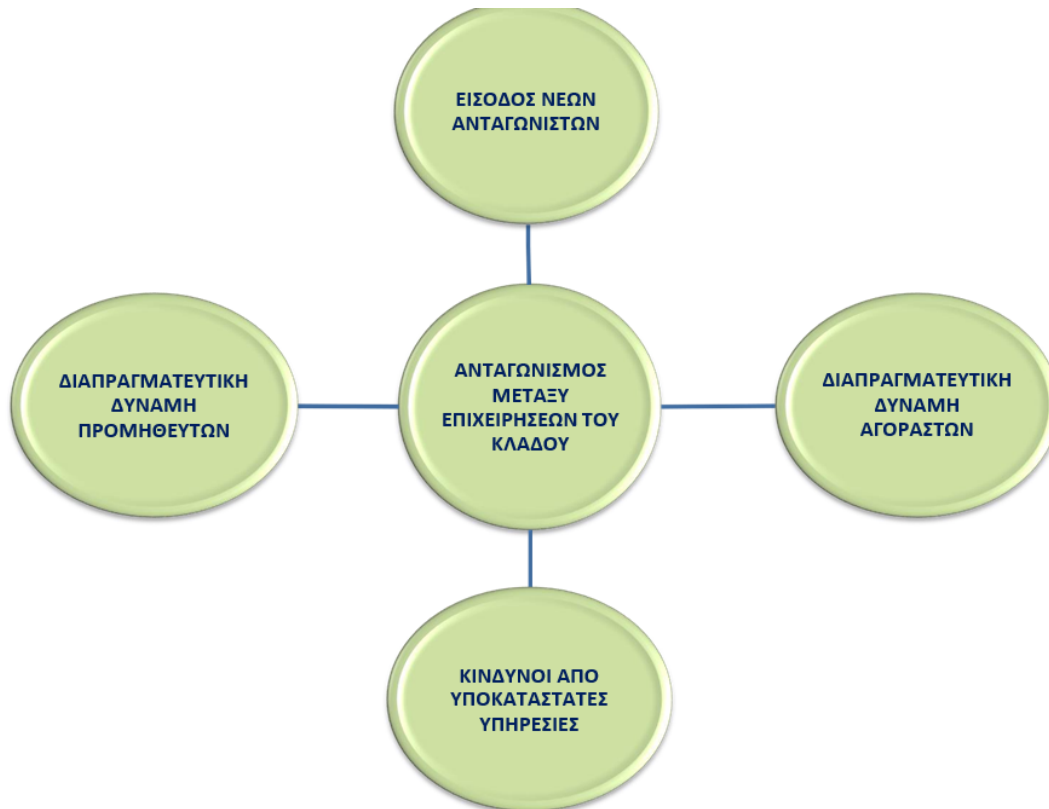 ΕΙΣΟΔΟΣ ΝΕΩΝ
ΑΝΤΑΓΩΝΙΣΤΩΝ
ΔΙΑΠΡΑΓΜΑΤΕΥΤΙΚΗ
ΔΥΝΑΜΗ
ΠΡΟΜΗΘΕΥΤΩΝ
ΑΝΤΑΓΩΝΙΣΜΟΣ
ΜΕΤΑΞΥ
ΕΠΙΧΕΙΡΗΣΕΩΝ ΤΟΥ
ΚΛΑΔΟΥ
ΔΙΑΠΡΑΓΜΑΤΕΥΤΙΚΗ
ΔΥΝΑΜΗ
ΑΓΟΡΑΣΤΩΝ
ΚΙΝΔΥΝΟΙ ΑΠΟ
ΥΠΟΚΑΤΑΣΤΑΤΕΣ
ΥΠΗΡΕΣΙΕΣ